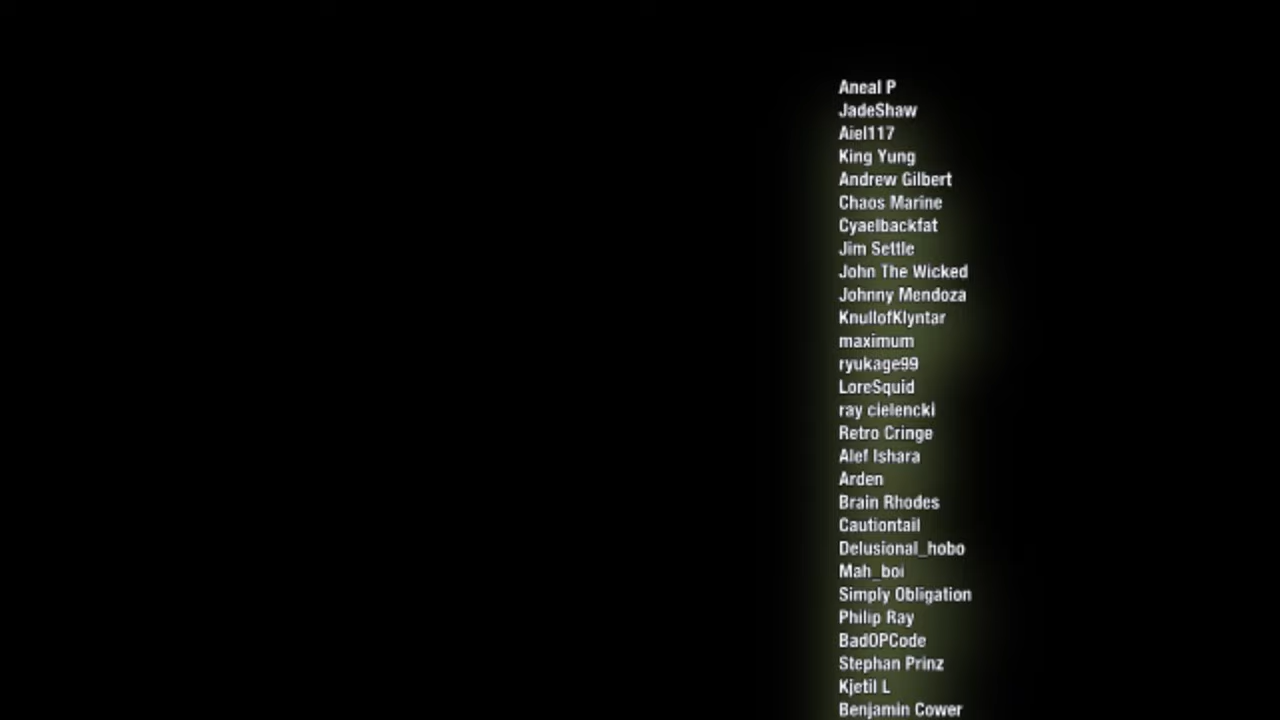 Aneal P
JadeShaw
Aiel117
King Yung
Andrew Gilbert
Chaos Marine
Cyaelbackfat
Jim Settle
John The Wicked
Johnny Mendoza
KnullofKlyntar
maximum
ryukage99
LoreSquid
ray cielencki
Retro Cringe
Alef Ishara
Arden
Brain Rhodes
Cautiontail
Delusional_hobo
Mah_boi
Simply Obligation
Philip Ray
BadOPCode
Stephan Prinz
Kjetil L
Benjamin Cower